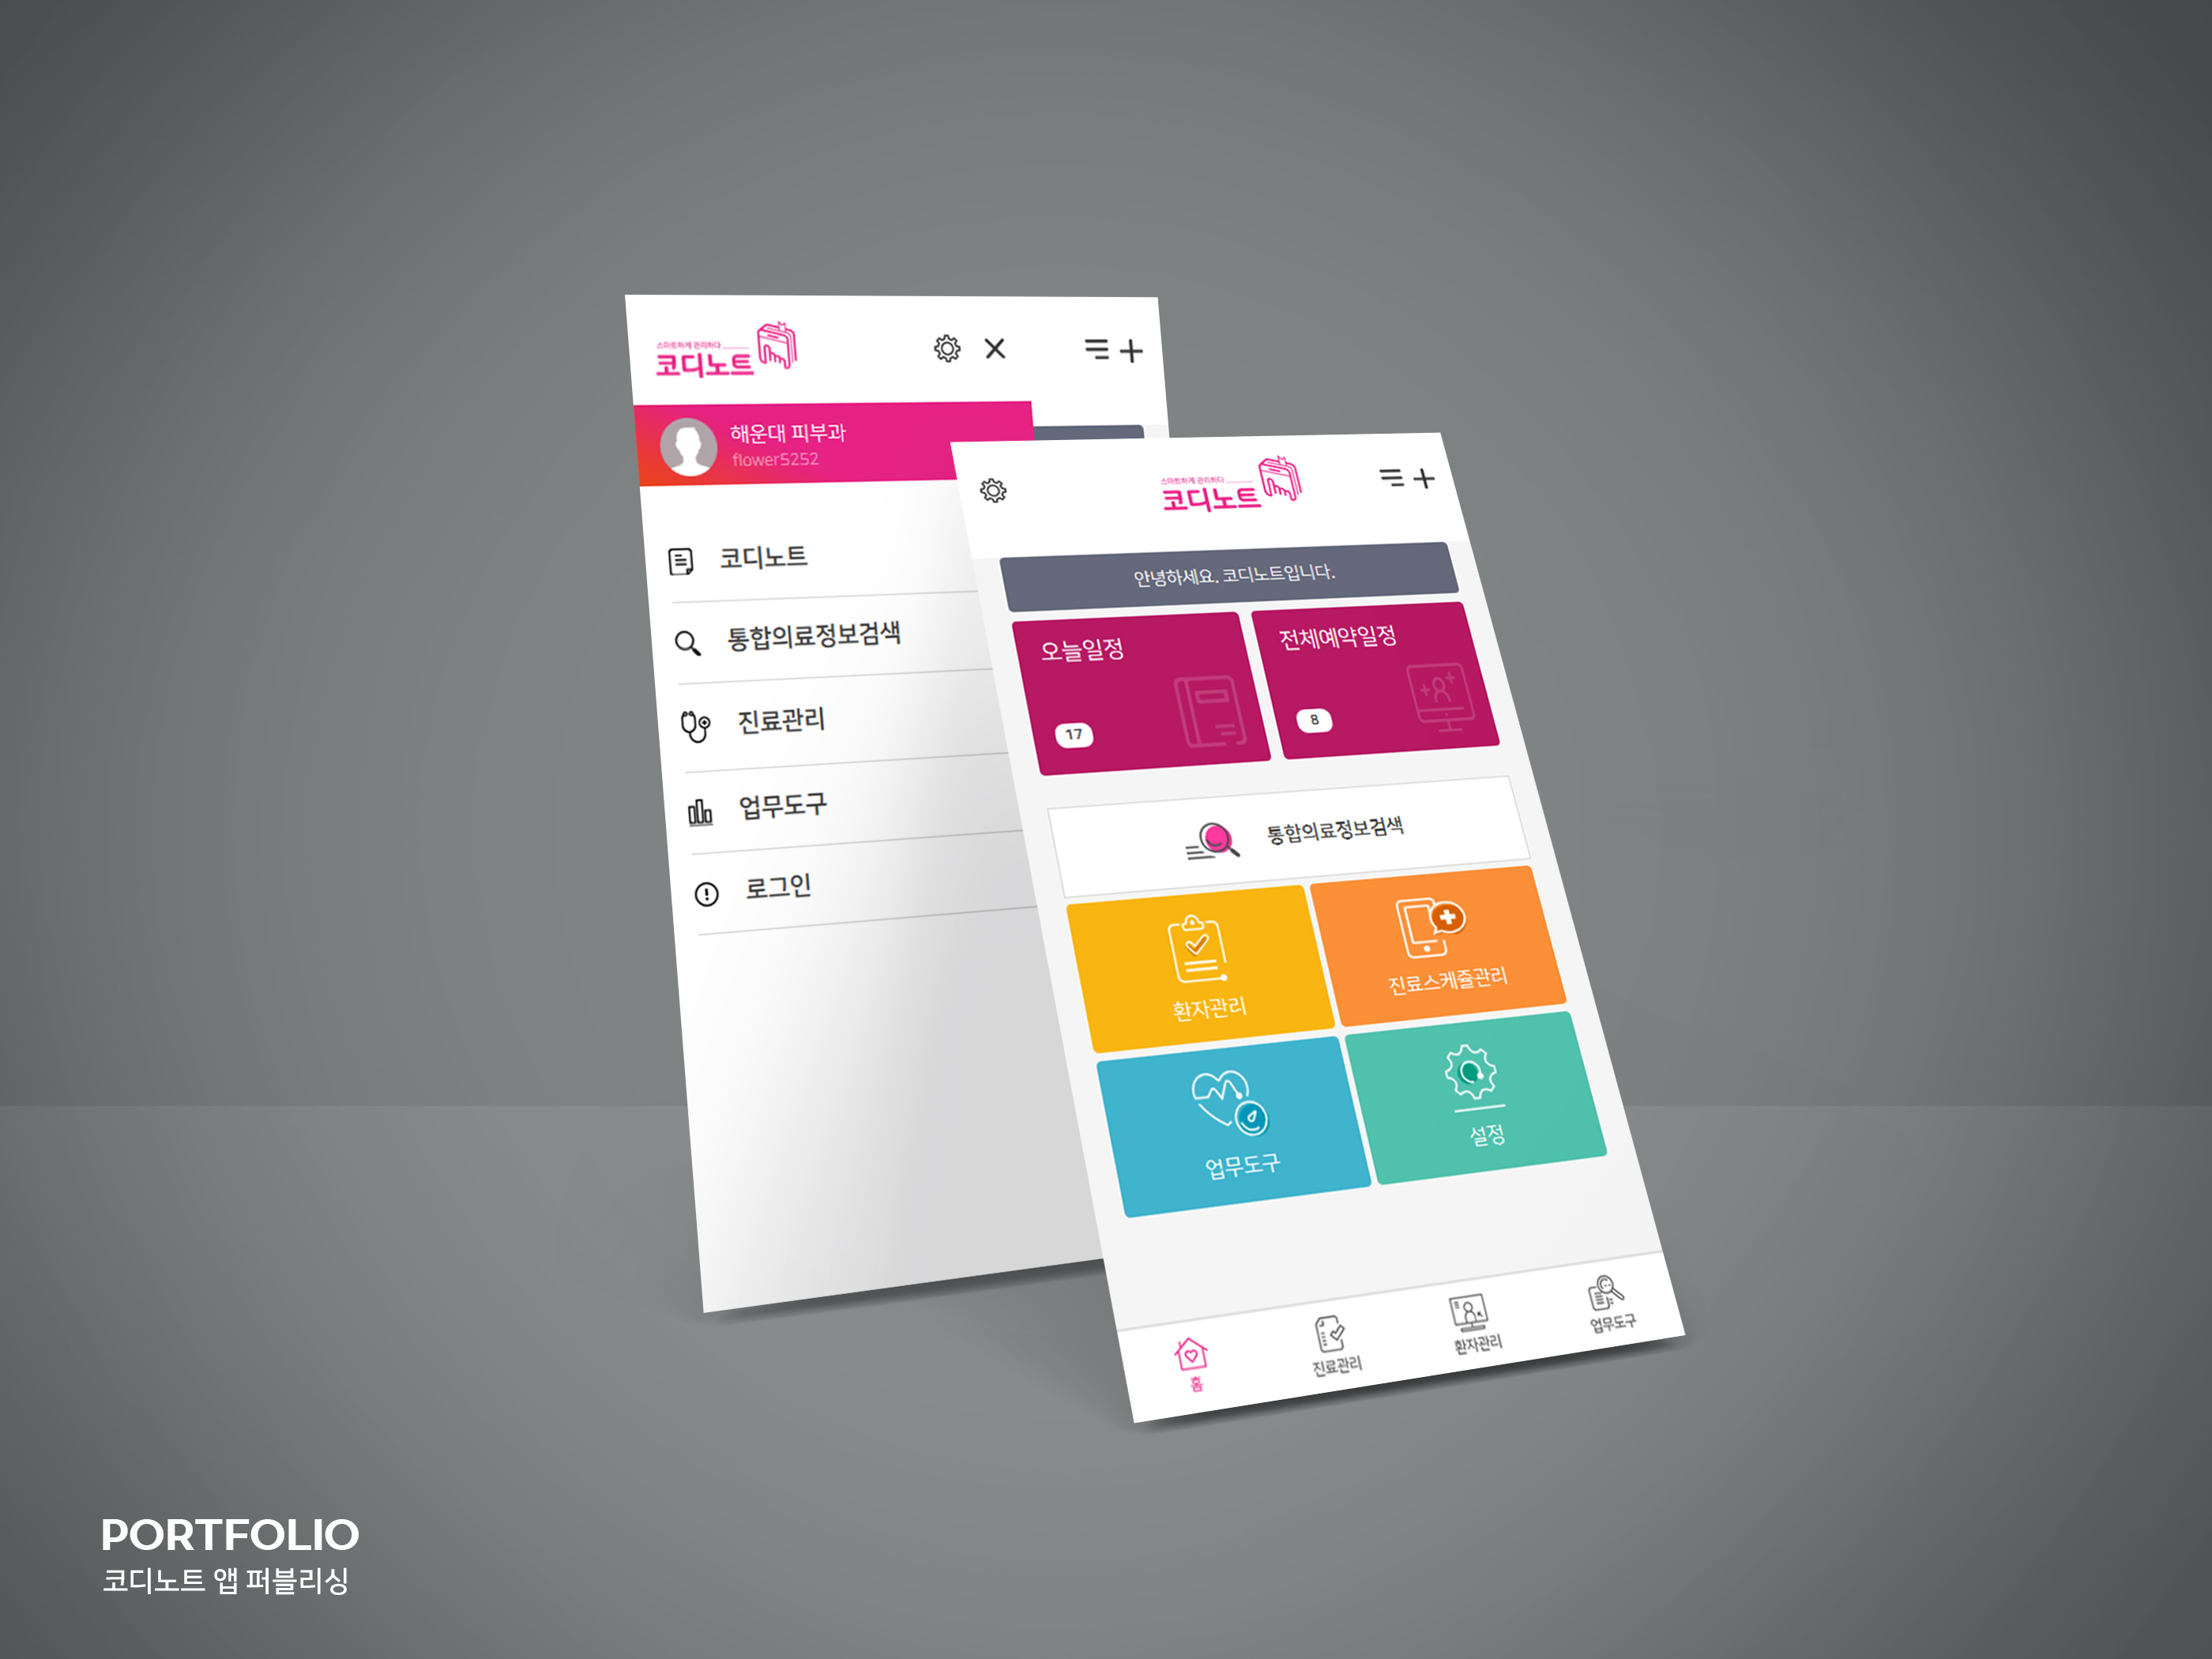 스마트하게 관리하다
코디노트
해운대 피부과
flower5252
코디노트
통합의료정보검색
진료관리
업무도구
로그인
스마트하게 관리하다
코디노트
안녕하세요. 코디노트입니다.
오늘일정
17
전체예약일정
8
통합의료정보검색
환자관리
진료스케쥴관리
업무도구
설정
홈
진료관리
환자관리
업무도구
PORTFOLIO
코디노트 앱 퍼블리싱